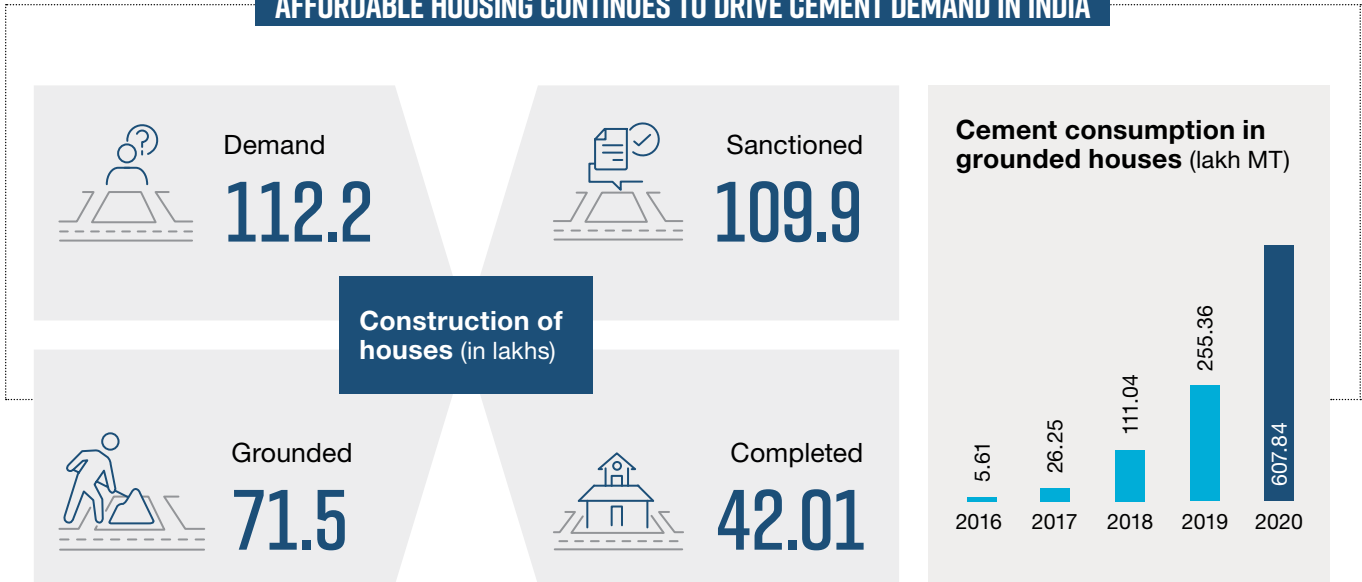 AFFORDABLE HOUSING CONTINUES TO DRIVE CEMENT DEMAND IN INDIA
Demand
112.2
Sanctioned
109.9
Construction of
houses (in lakhs)
Grounded
71.5
Completed
42.01
Cement consumption in
grounded houses (lakh MT)
5.61
26.25
111.04
255.36
607.84
2016 2017 2018 2019 2020